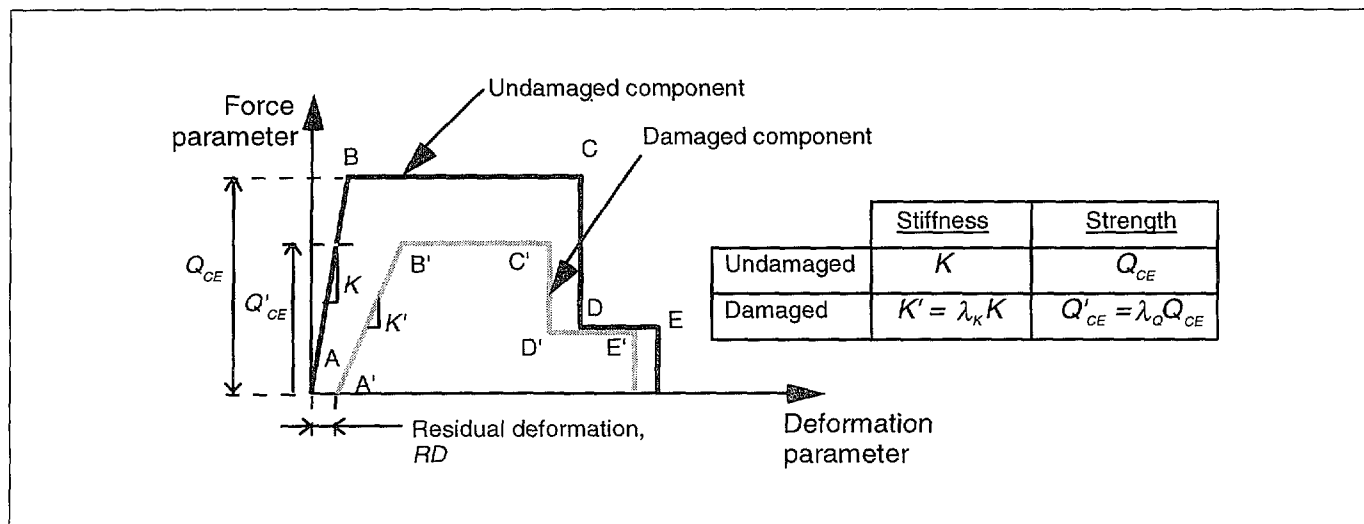 Undamaged component
Force
parameter
Damaged component
B
C
Q_CE
Q'_CE
K
B'
C'
K'
D
E
D'
E'
A
A'
Residual deformation,
RD
Deformation
parameter
Stiffness Strength
Undamaged K Q_CE
Damaged K' = λ_K K Q'_CE = λ_Q Q_CE